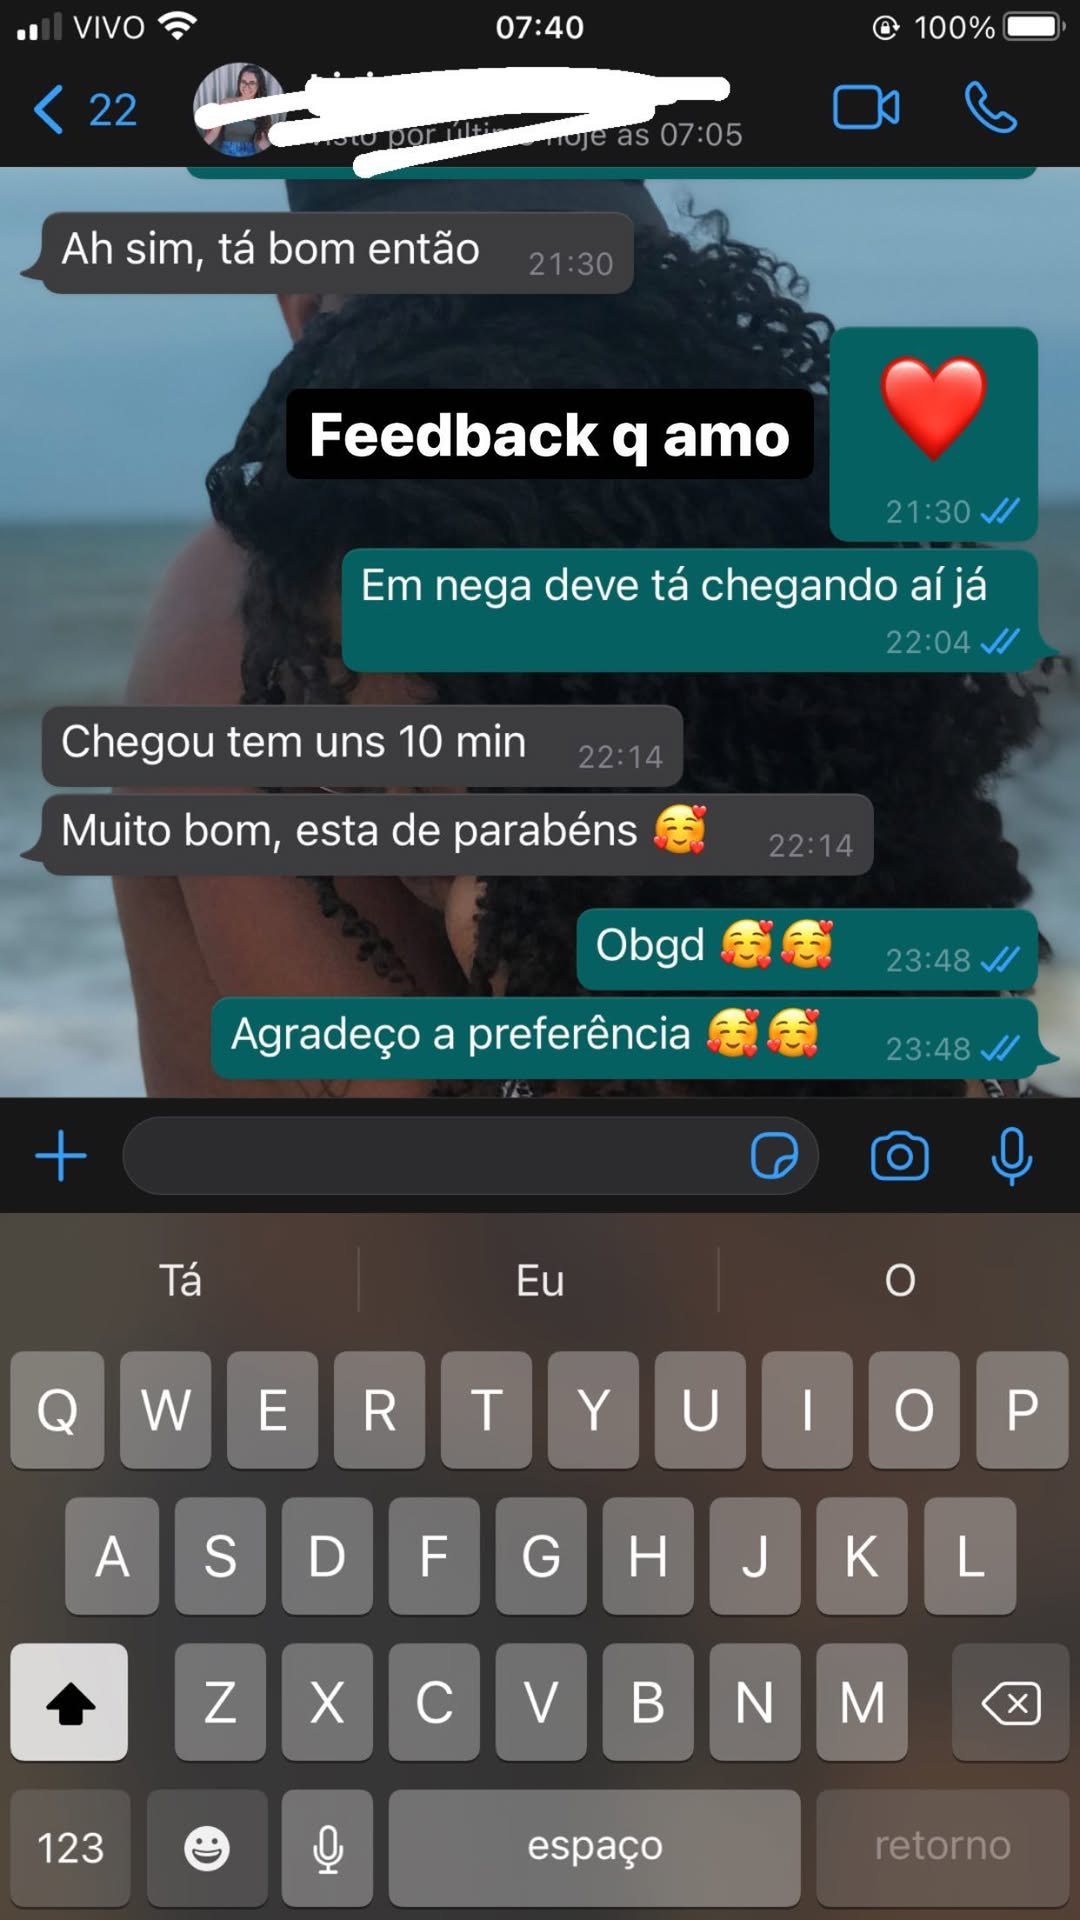 VIVO 07:40 100%
22
por hoje às 07:05
Ah sim, tá bom então 21:30
❤️
Feedback q amo
21:30
Em nega deve tá chegando aí já
22:04
Chegou tem uns 10 min 22:14
Muito bom, esta de parabéns 🥰 22:14
Obgd 🥰🥰 23:48
Agradeço a preferência 🥰🥰 23:48
Tá Eu O
Q W E R T Y U I O P
A S D F G H J K L
Z X C V B N M
123 espaço retorno